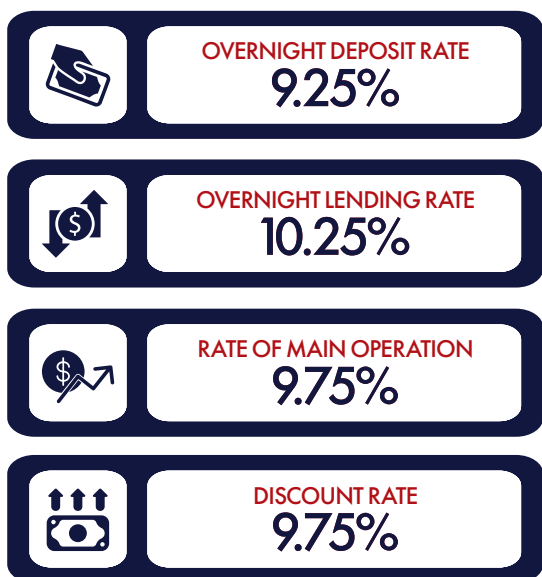 OVERNIGHT DEPOSIT RATE
9.25%
$
OVERNIGHT LENDING RATE
10.25%
$
RATE OF MAIN OPERATION
9.75%
DISCOUNT RATE
9.75%